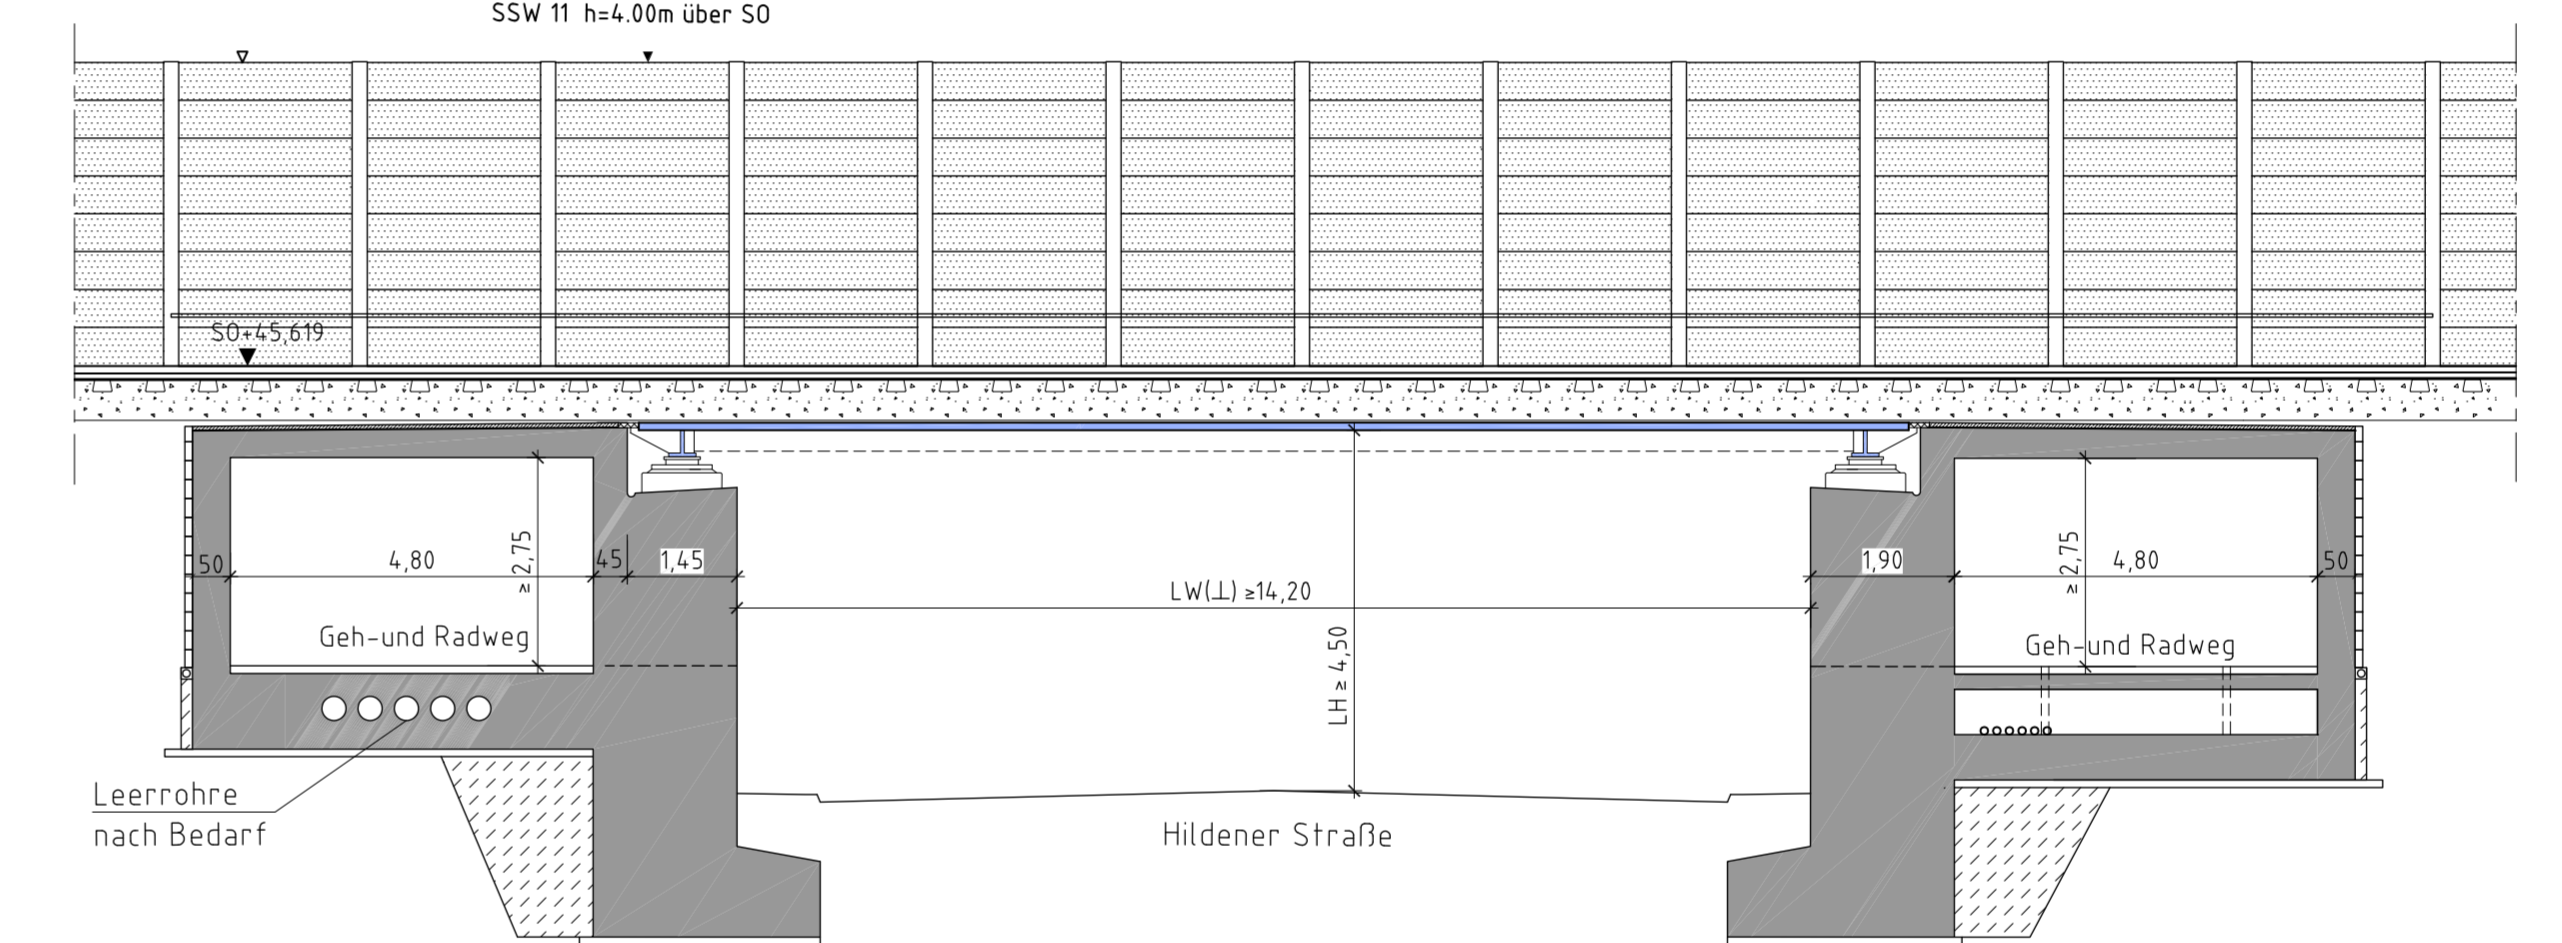 SSW 11 h=4.00m über SO
SO+45,619
50
4,80
≥ 2,75
45
1,45
LW(⊥) ≥14,20
LH ≥ 4,50
1,90
≥ 2,75
4,80
50
Geh-und Radweg
Geh-und Radweg
Leerrohre
nach Bedarf
Hildener Straße